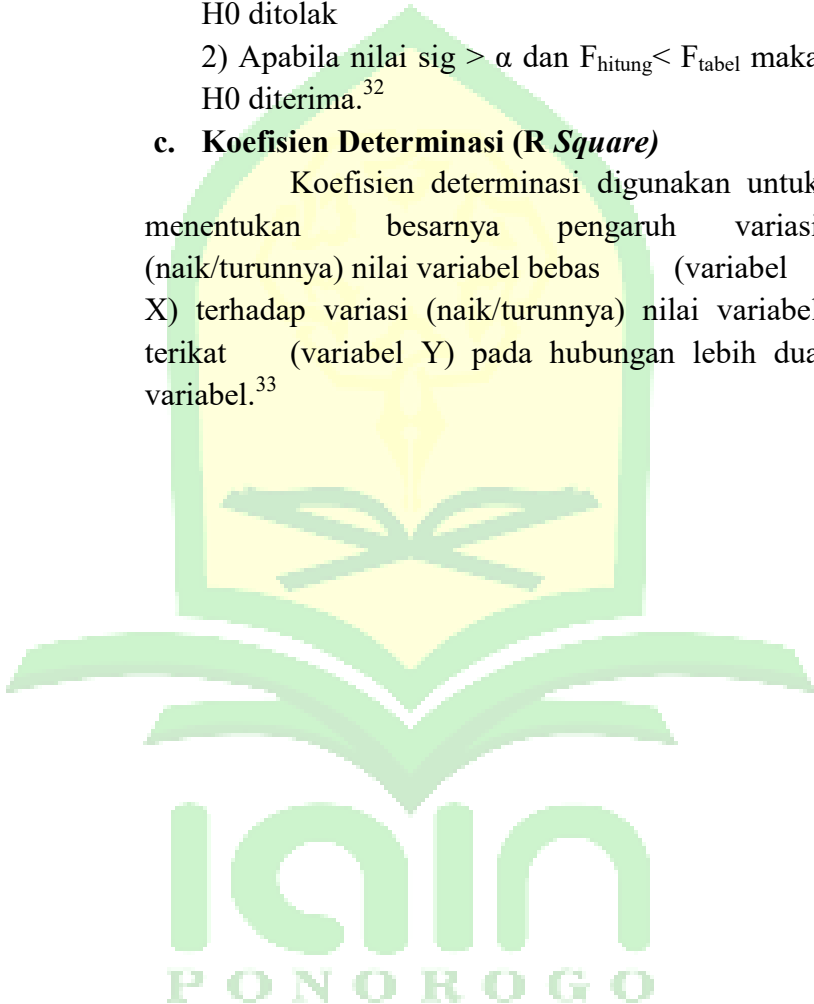 H0 ditolak
2) Apabila nilai sig > α dan Fhitung< Ftabel maka
H0 diterima.32
c. Koefisien Determinasi (R Square)
Koefisien determinasi digunakan untuk
menentukan besarnya pengaruh variasi
(naik/turunnya) nilai variabel bebas (variabel
X) terhadap variasi (naik/turunnya) nilai variabel
terikat (variabel Y) pada hubungan lebih dua
variabel.33
iain
PONOROGO